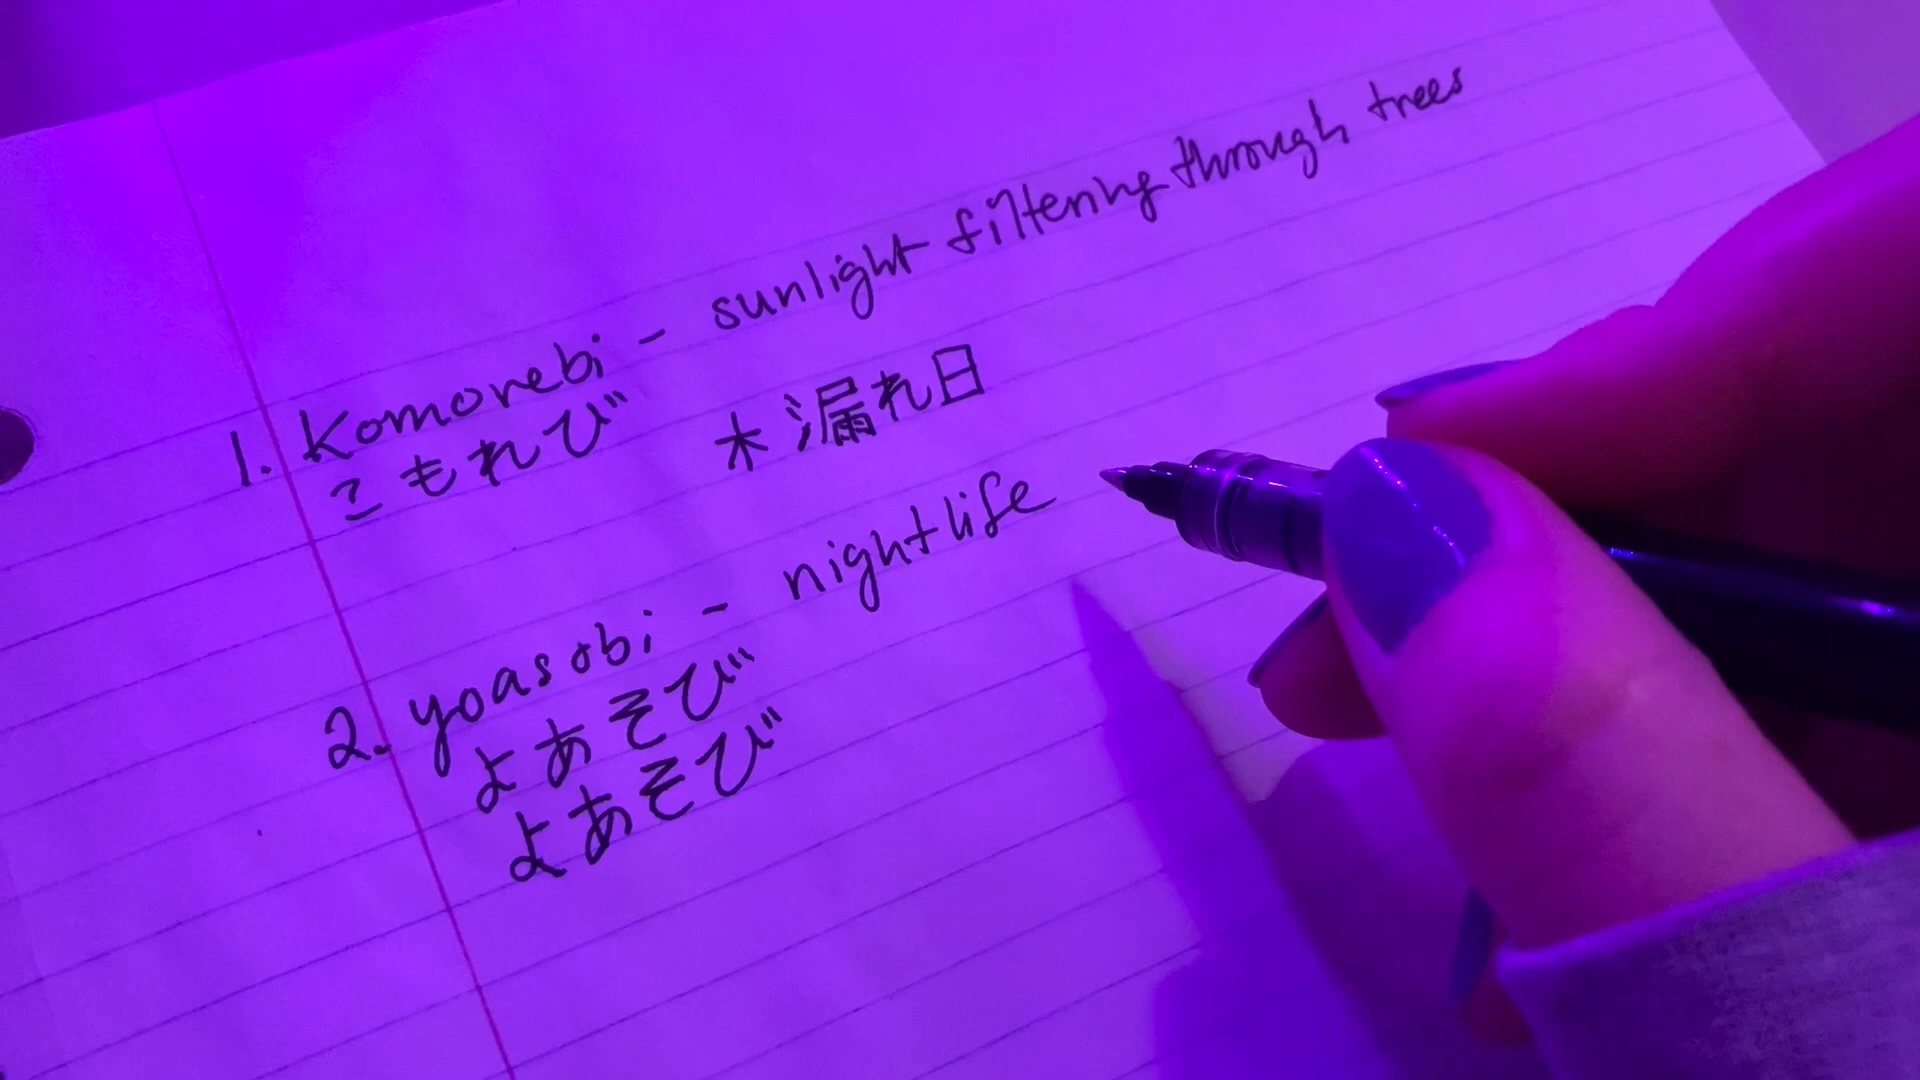 1. Komorebi - sunlight filtering through trees
こもれび 木漏れ日
2. yoasobi - nightlife
よあそび
よあそび